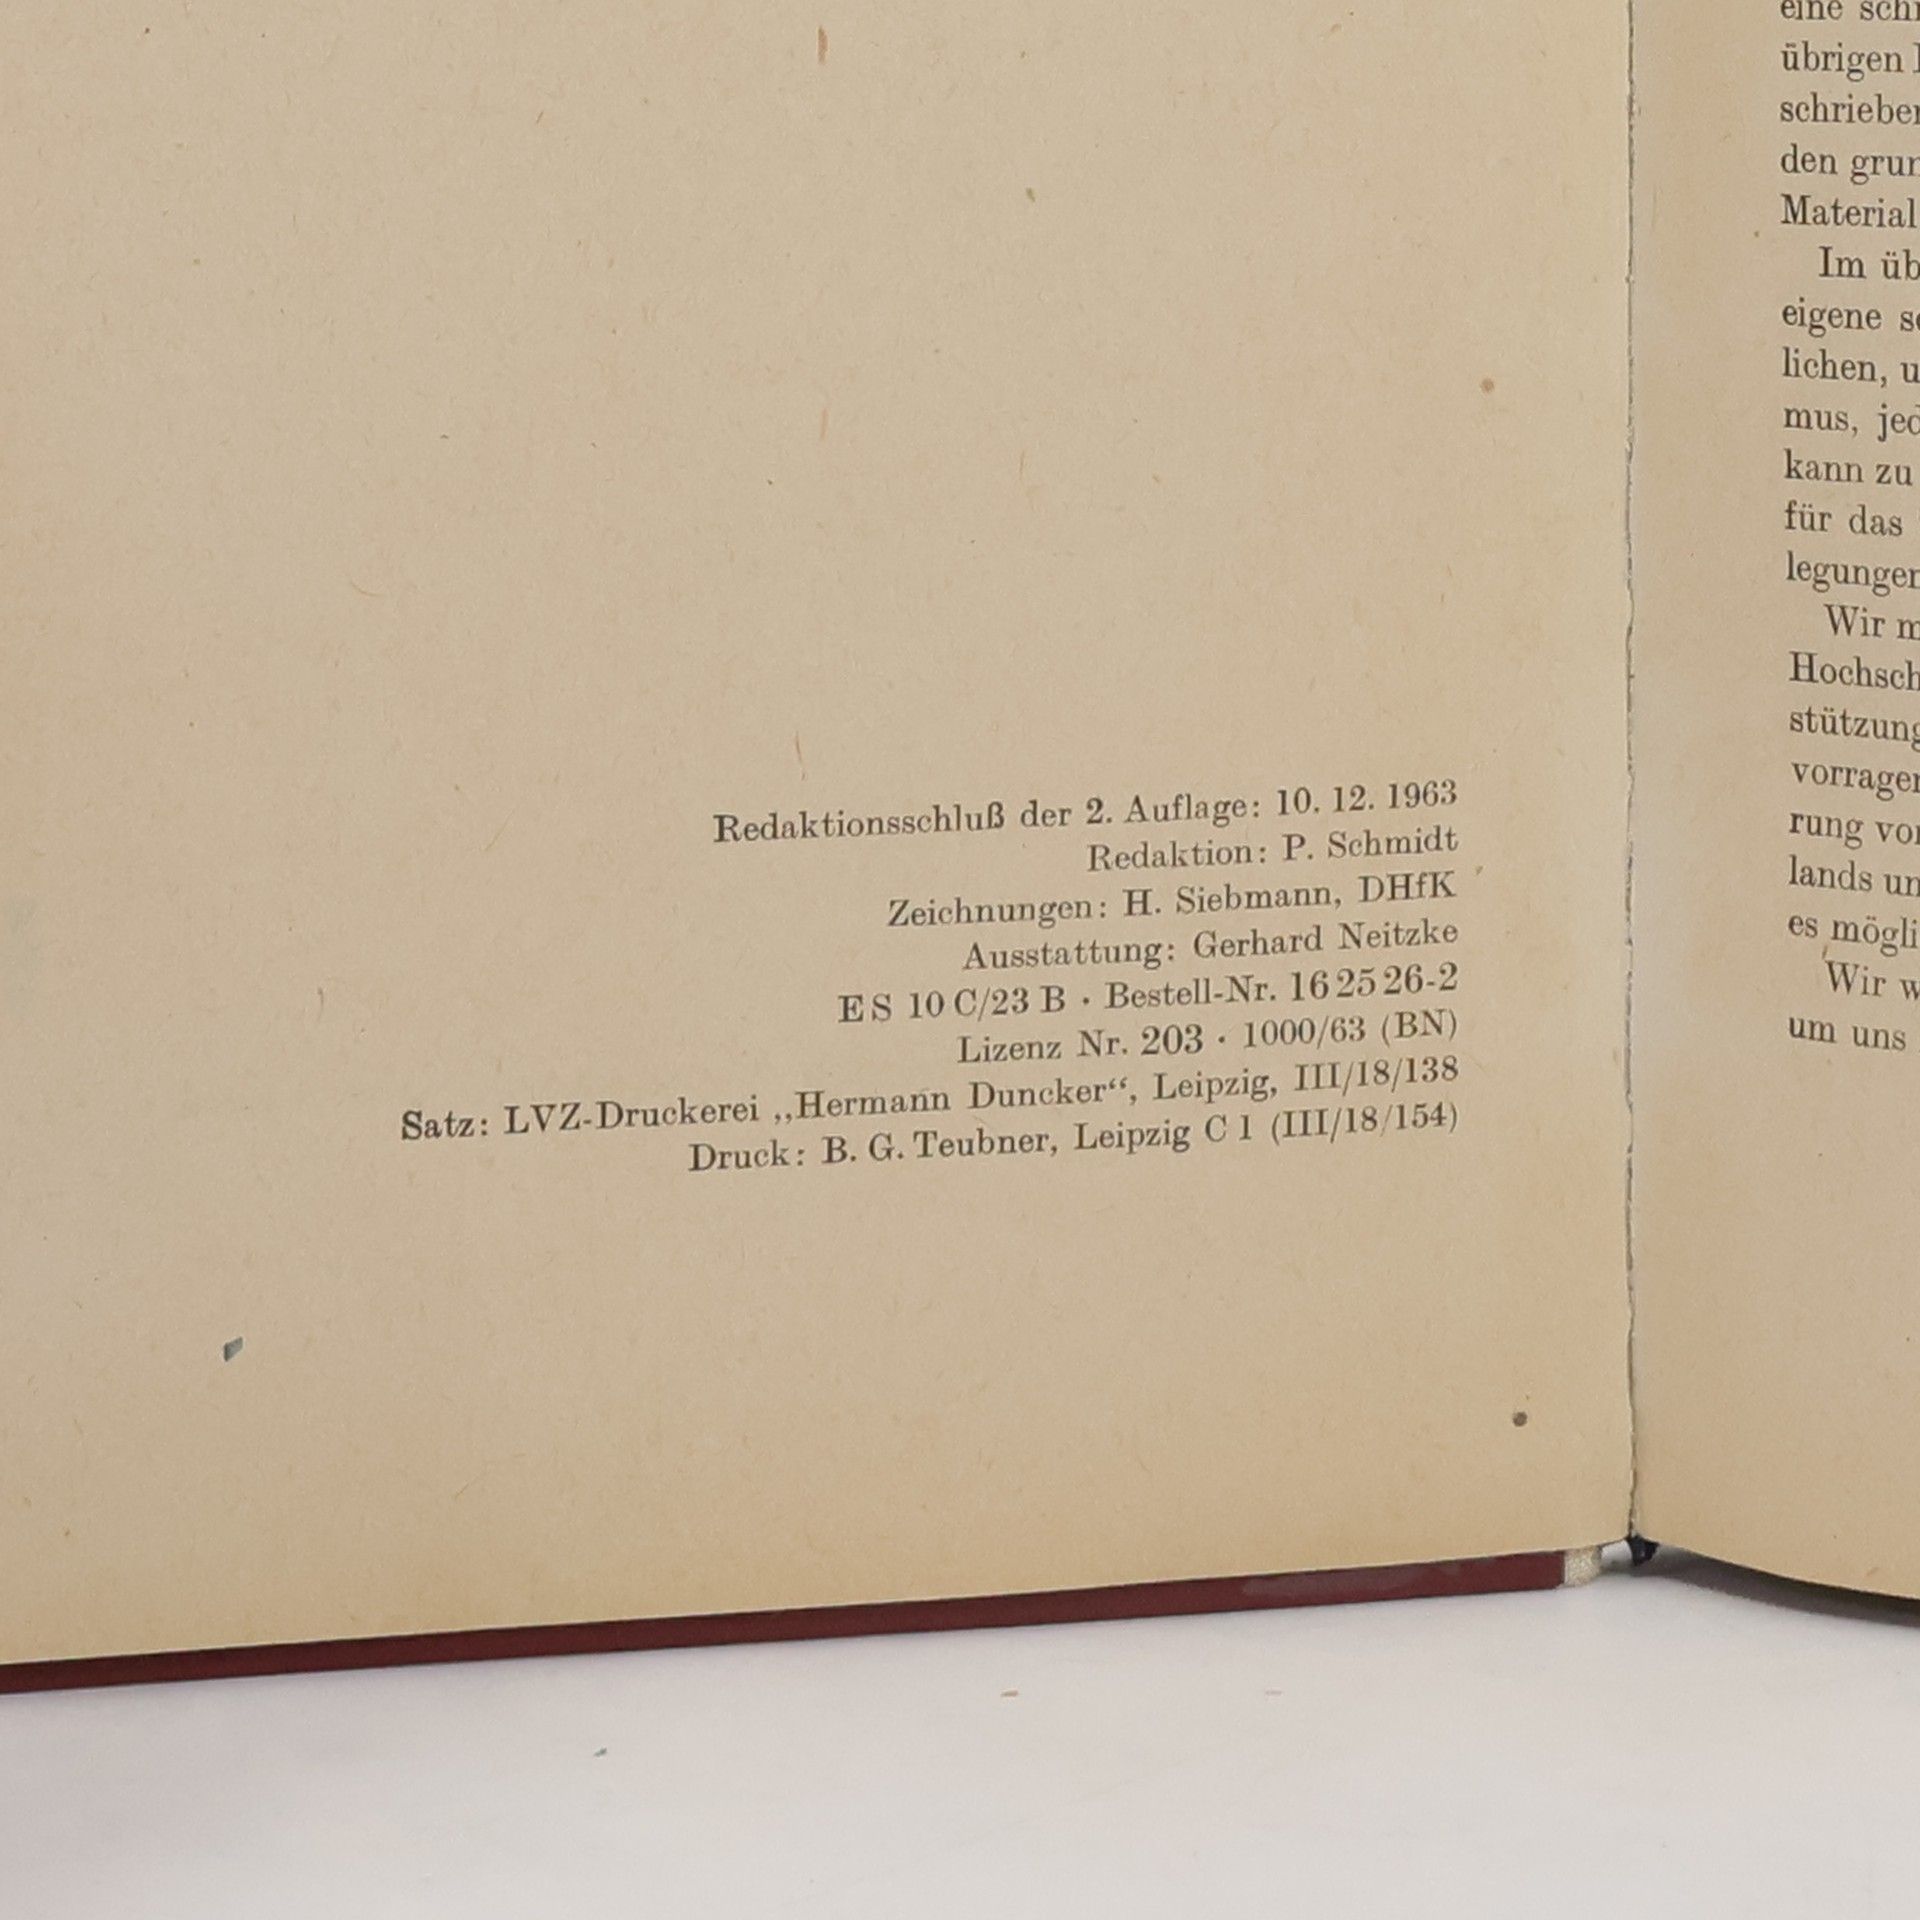 Redaktionsschluß der 2. Auflage: 10. 12. 1963
Redaktion: P. Schmidt
Zeichnungen: H. Siebmann, DHfK
Ausstattung: Gerhard Neitzke
ES 10 C/23 B · Bestell-Nr. 16 25 26-2
Lizenz Nr. 203 · 1000/63 (BN)
Satz: LVZ-Druckerei „Hermann Duncker“, Leipzig, III/18/138
Druck: B. G. Teubner, Leipzig C 1 (III/18/154)
eine
übrigen
den
Material
Im
eigene
lichen,
mus,
kann zu
für das
Wir
rung
lands
es
Wir
um uns